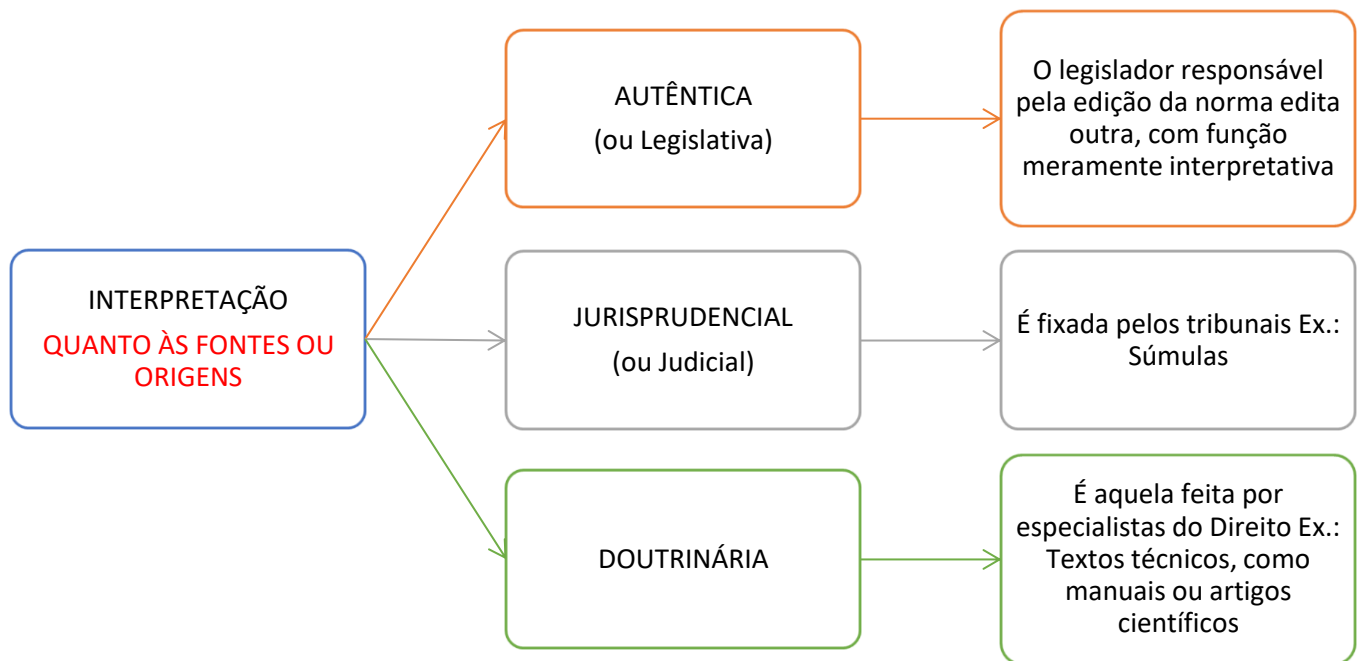 INTERPRETAÇÃO
QUANTO ÀS FONTES OU
ORIGENS
AUTÊNTICA
(ou Legislativa)
O legislador responsável
pela edição da norma edita
outra, com função
meramente interpretativa
JURISPRUDENCIAL
(ou Judicial)
É fixada pelos tribunais Ex.:
Súmulas
DOUTRINÁRIA
É aquela feita por
especialistas do Direito Ex.:
Textos técnicos, como
manuais ou artigos
científicos